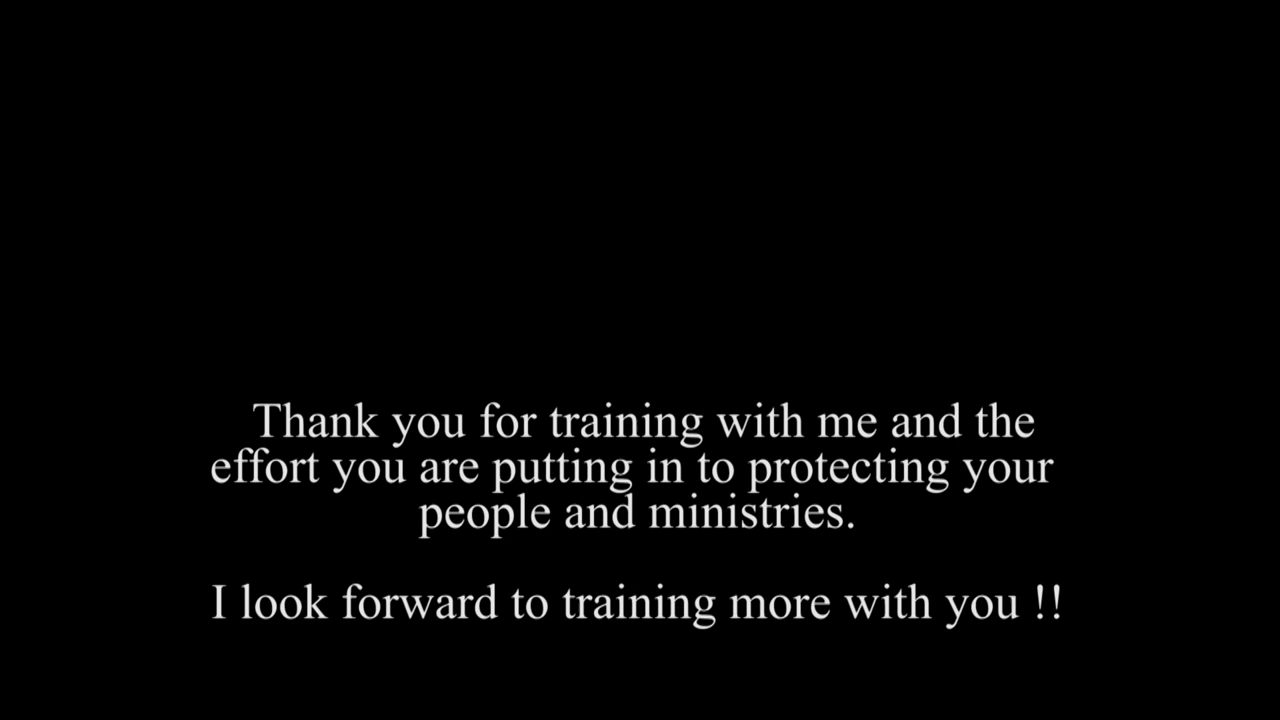 Thank you for training with me and the
effort you are putting in to protecting your
people and ministries.
I look forward to training more with you !!